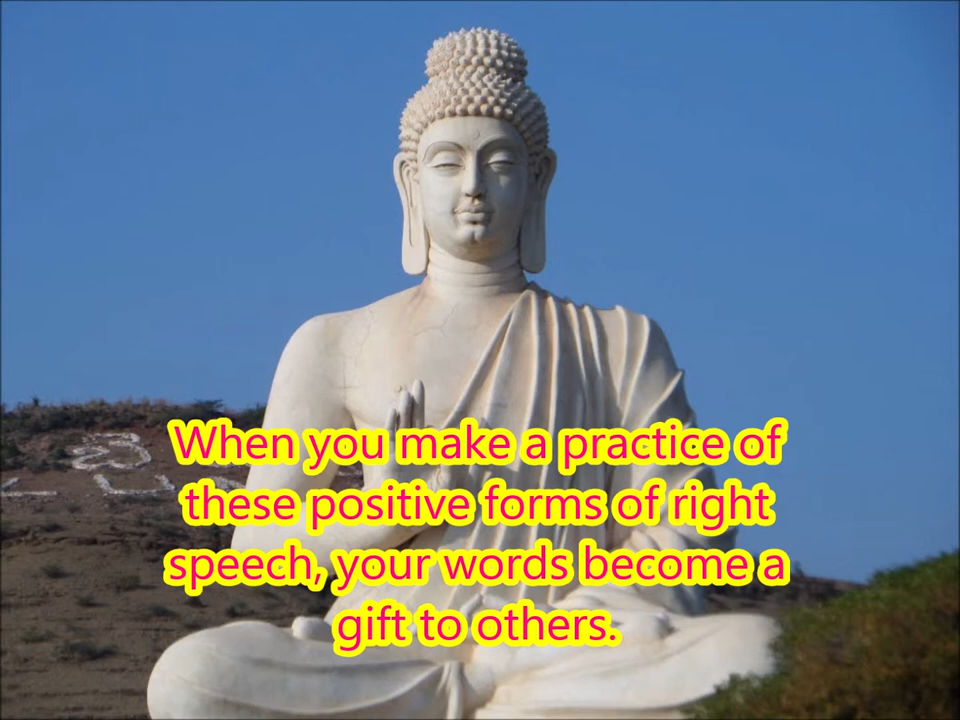 When you make a practice of
these positive forms of right
speech, your words become a
gift to others.